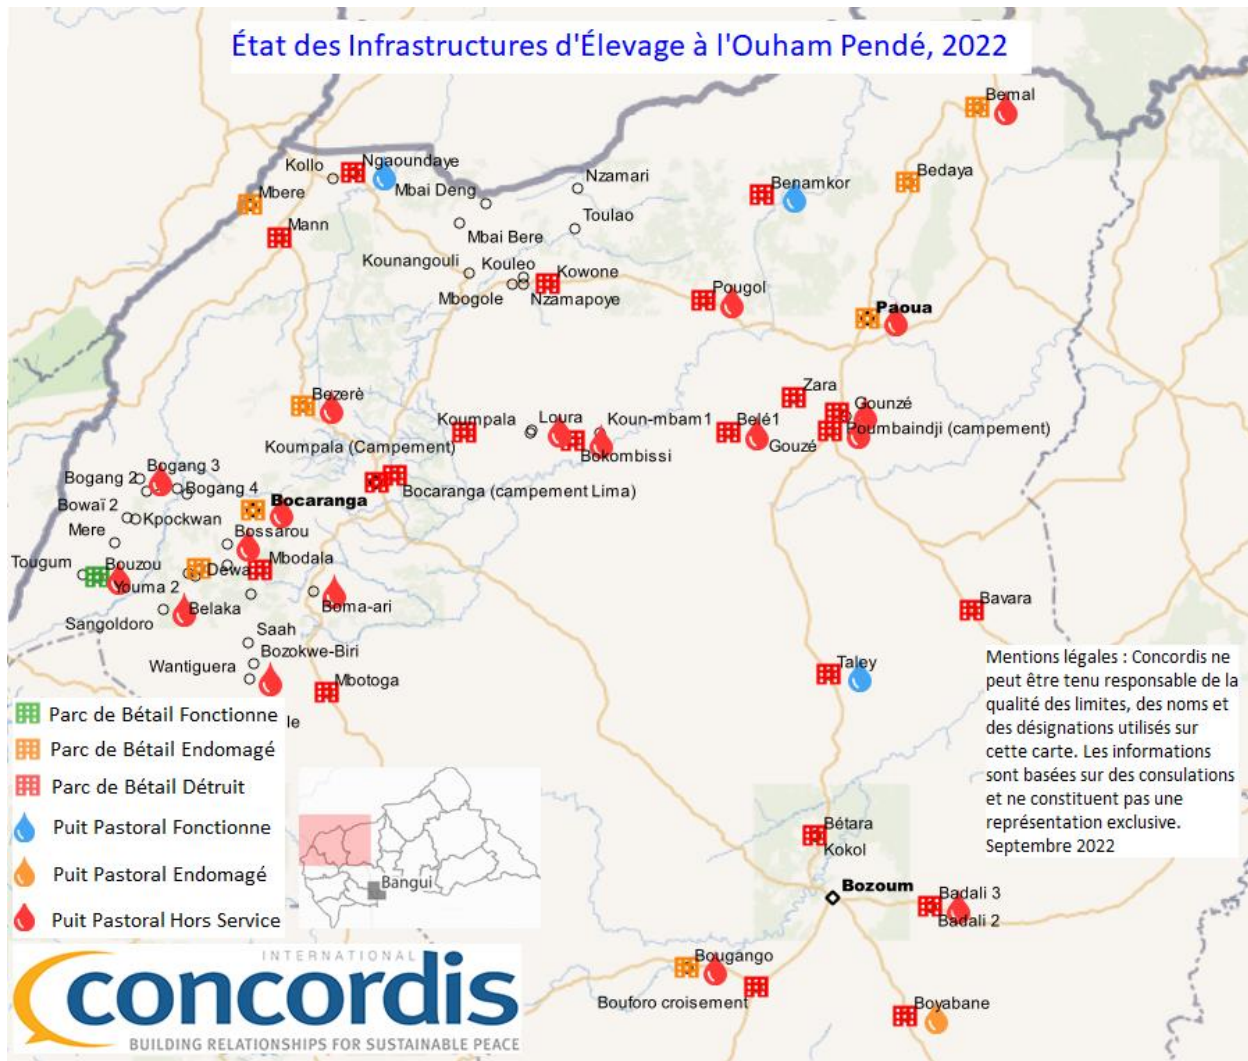 État des Infrastructures d'Élevage à l'Ouham Pendé, 2022
Bemal
Kollo
Ngaoundaye
Bedaya
Nzamari
Mbai Deng
Benamkor
Mbere
Mann
Toulao
Mbai Bere
Kounangouli
Kouleo
Kowone
Mbogole
Nzamapoye
Pougol
Paoua
Zara
Bezerè
Gounzé
Koumpala
Loura
Koun-mbam1
Belé1
Poumbaindji (campement)
Koumpala (Campement)
Gouzé
Bokombissi
Bogang 3
Bogang 2
Bogang 4
Bocaranga (campement Lima)
Bocaranga
Bowaï 2
Kpockwan
Mere
Bossarou
Mbodala
Tougum
Bouzou
Dewa
Youma 2
Belaka
Boma-ari
Sangoldoro
Bavara
Saah
Bozokwe-Biri
Wantiguera
Mbotoga
Taley
le
Mentions légales : Concordis ne
peut être tenu responsable de la
qualité des limites, des noms et
des désignations utilisés sur
cette carte. Les informations
sont basées sur des consulations
et ne constituent pas une
représentation exclusive.
Septembre 2022
Parc de Bétail Fonctionne
Parc de Bétail Endomagé
Parc de Bétail Détruit
Puit Pastoral Fonctionne
Puit Pastoral Endomagé
Puit Pastoral Hors Service
Bangui
Bétara
Kokol
Bozoum
Badali 3
Badali 2
Bougango
Bouforo croisement
Boyabane
INTERNATIONAL
concordis
BUILDING RELATIONSHIPS FOR SUSTAINABLE PEACE